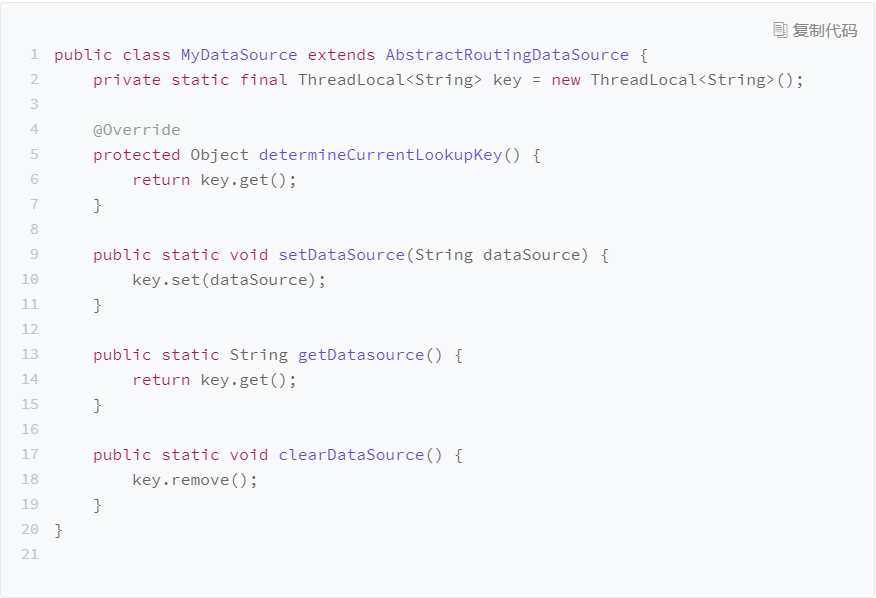 复制代码
1 public class MyDataSource extends AbstractRoutingDataSource {
2     private static final ThreadLocal<String> key = new ThreadLocal<String>();
3
4     @Override
5     protected Object determineCurrentLookupKey() {
6         return key.get();
7     }
8
9     public static void setDataSource(String dataSource) {
10         key.set(dataSource);
11     }
12
13     public static String getDatasource() {
14         return key.get();
15     }
16
17     public static void clearDataSource() {
18         key.remove();
19     }
20 }
21